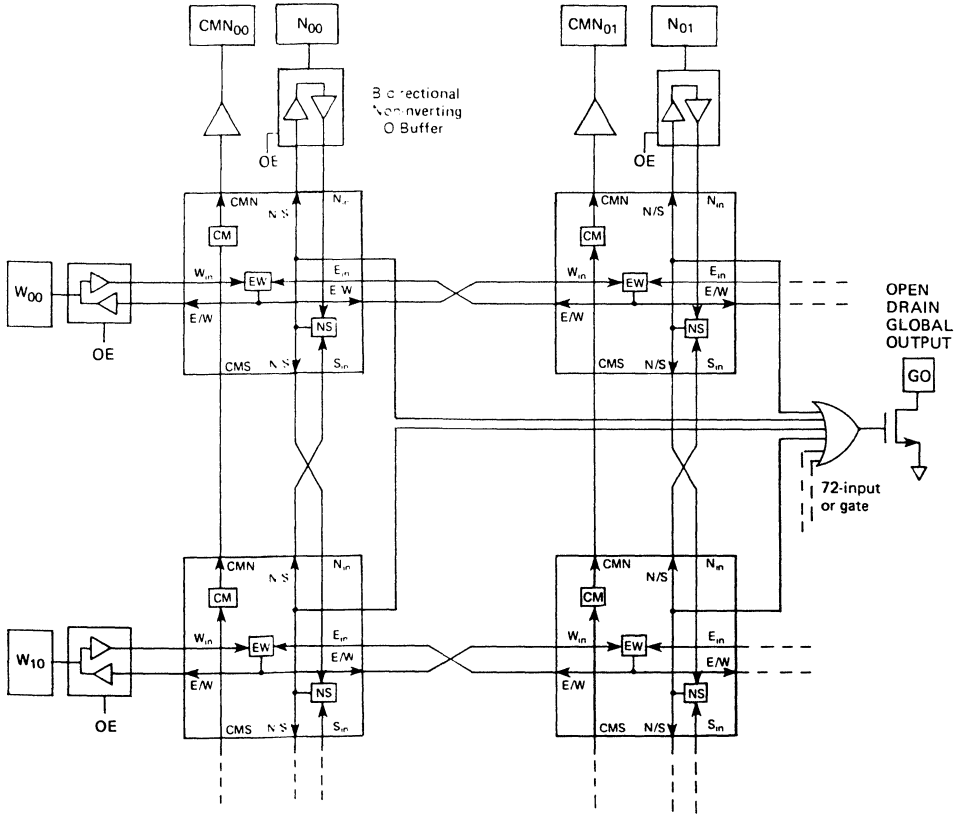 CMN00
N00
CMN01
N01
Bidirectional
Noninverting
I/O Buffer
OE
OE
CMN
N/S
Nin
CMN
N/S
Nin
CM
CM
W00
Win
EW
Ein
E/W
Win
EW
Ein
E/W
E/W
E/W
OE
NS
NS
CMS
N/S
Sin
CMS
N/S
Sin
OPEN
DRAIN
GLOBAL
OUTPUT
GO
72-input
or gate
CMN
N/S
Nin
CMN
N/S
Nin
CM
CM
W10
Win
EW
Ein
E/W
Win
EW
Ein
E/W
E/W
E/W
OE
NS
NS
CMS
N/S
Sin
CMS
N/S
Sin